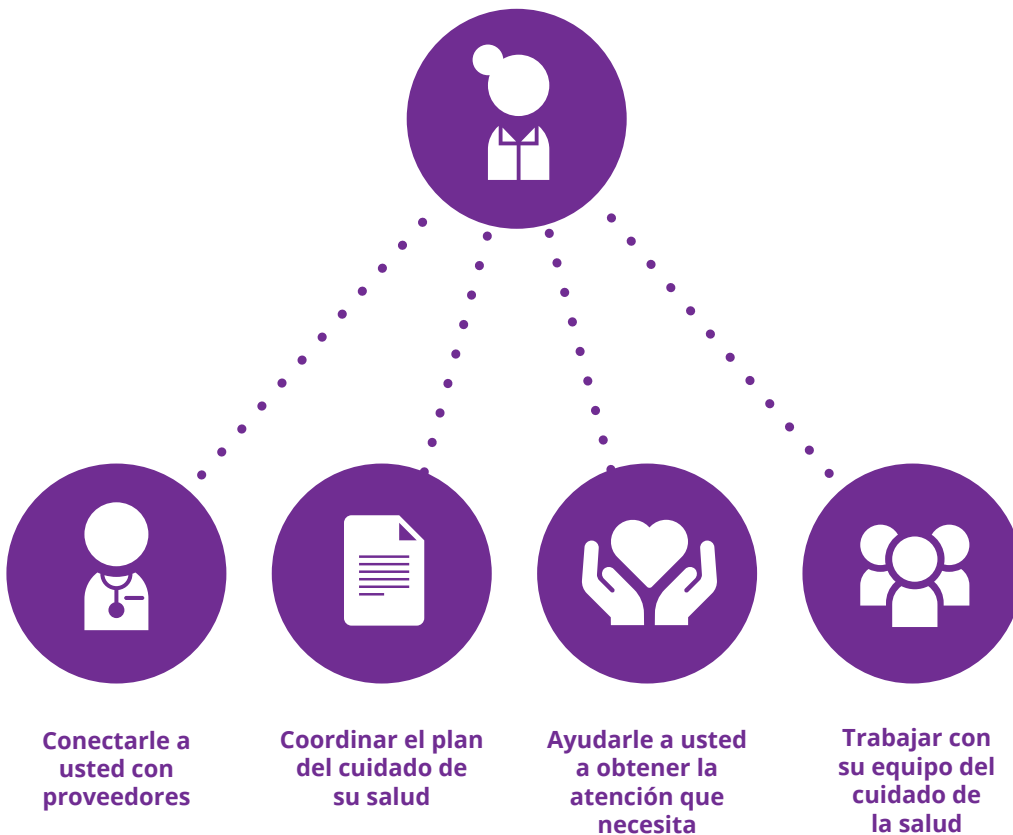 Conectarle a
usted con
proveedores
Coordinar el plan
del cuidado de
su salud
Ayudarle a usted
a obtener la
atención que
necesita
Trabajar con
su equipo del
cuidado de
la salud